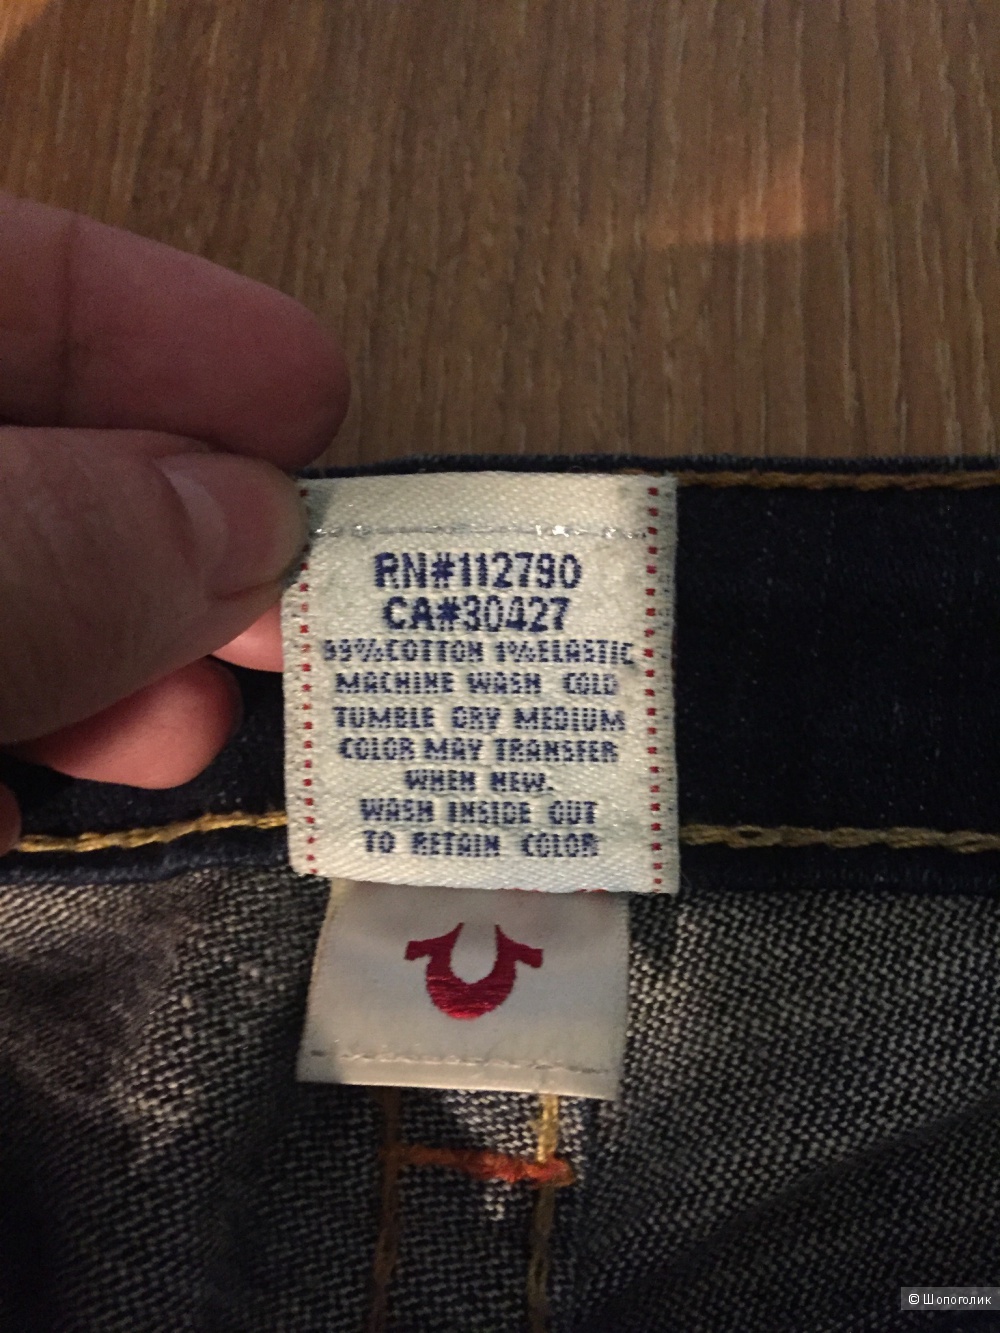 RN#112790
CA#30427
99%COTTON 1%ELASTIC
MACHINE WASH COLD
TUMBLE DRY MEDIUM
COLOR MAY TRANSFER
WHEN NEW.
WASH INSIDE OUT
TO RETAIN COLOR
© Шопоголик